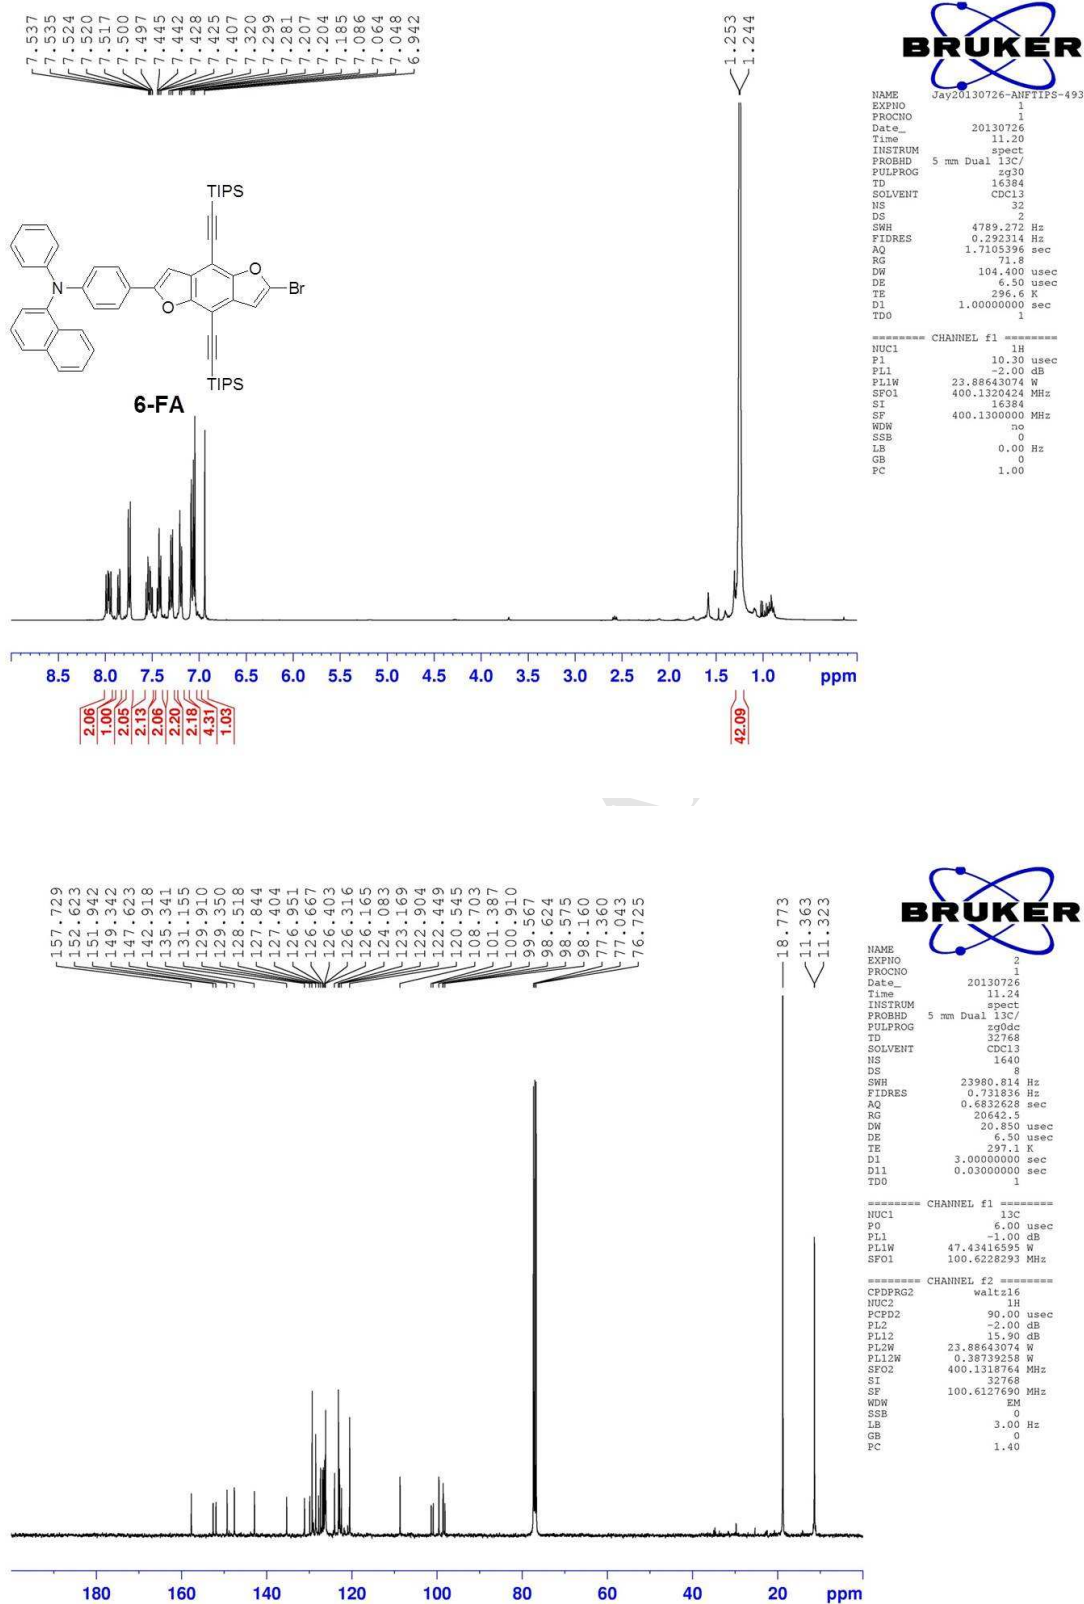 7.537
7.535
7.524
7.520
7.517
7.500
7.497
7.445
7.442
7.428
7.425
7.407
7.320
7.299
7.281
7.207
7.204
7.185
7.086
7.064
7.048
6.942
1.253
1.244
BRUKER
NAME Jay20130726-ANFTIPS-493
EXPNO 1
PROCNO 1
Date_ 20130726
Time 11.20
INSTRUM spect
PROBHD 5 mm Dual 13C/
PULPROG zg30
TD 16384
SOLVENT CDCl3
NS 32
DS 2
SWH 4789.272 Hz
FIDRES 0.292314 Hz
AQ 1.7105396 sec
RG 71.8
DW 104.400 usec
DE 6.50 usec
TE 296.6 K
D1 1.00000000 sec
TD0 1
======== CHANNEL f1 ========
NUC1 1H
P1 10.30 usec
PL1 -2.00 dB
PL1W 23.88643074 W
SFO1 400.1320424 MHz
SI 16384
SF 400.1300000 MHz
WDW no
SSB 0
LB 0.00 Hz
GB 0
PC 1.00
TIPS
O
Br
N
O
TIPS
6-FA
8.5 8.0 7.5 7.0 6.5 6.0 5.5 5.0 4.5 4.0 3.5 3.0 2.5 2.0 1.5 1.0 ppm
2.06
1.00
2.05
2.13
2.06
2.20
2.18
4.31
1.03
42.09
157.729
152.623
151.942
149.342
147.623
142.918
135.341
131.155
129.910
129.350
128.518
127.844
127.404
126.951
126.667
126.403
126.316
126.165
124.083
123.169
122.904
122.449
120.545
108.703
101.387
100.910
99.567
98.624
98.575
98.160
77.360
77.043
76.725
18.773
11.363
11.323
BRUKER
NAME
EXPNO 2
PROCNO 1
Date_ 20130726
Time 11.24
INSTRUM spect
PROBHD 5 mm Dual 13C/
PULPROG zg0dc
TD 32768
SOLVENT CDCl3
NS 1640
DS 8
SWH 23980.814 Hz
FIDRES 0.731836 Hz
AQ 0.6832628 sec
RG 20642.5
DW 20.850 usec
DE 6.50 usec
TE 297.1 K
D1 3.00000000 sec
D11 0.03000000 sec
TD0 1
======== CHANNEL f1 ========
NUC1 13C
P0 6.00 usec
PL1 -1.00 dB
PL1W 47.43416595 W
SFO1 100.6228293 MHz
======== CHANNEL f2 ========
CPDPRG2 waltz16
NUC2 1H
PCPD2 90.00 usec
PL2 -2.00 dB
PL12 15.90 dB
PL2W 23.88643074 W
PL12W 0.38739258 W
SFO2 400.1318764 MHz
SI 32768
SF 100.6127690 MHz
WDW EM
SSB 0
LB 3.00 Hz
GB 0
PC 1.40
180 160 140 120 100 80 60 40 20 ppm